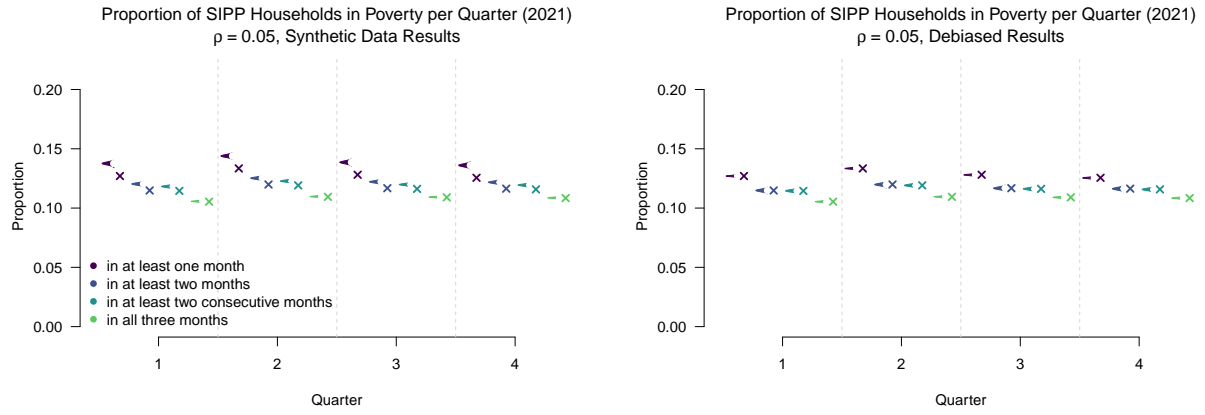 Proportion of SIPP Households in Poverty per Quarter (2021)
ρ = 0.05, Synthetic Data Results
0.20
0.15
0.10
0.05
0.00
Proportion
in at least one month
in at least two months
in at least two consecutive months
in all three months
1
2
3
4
Quarter
Proportion of SIPP Households in Poverty per Quarter (2021)
ρ = 0.05, Debiased Results
0.20
0.15
0.10
0.05
0.00
Proportion
1
2
3
4
Quarter